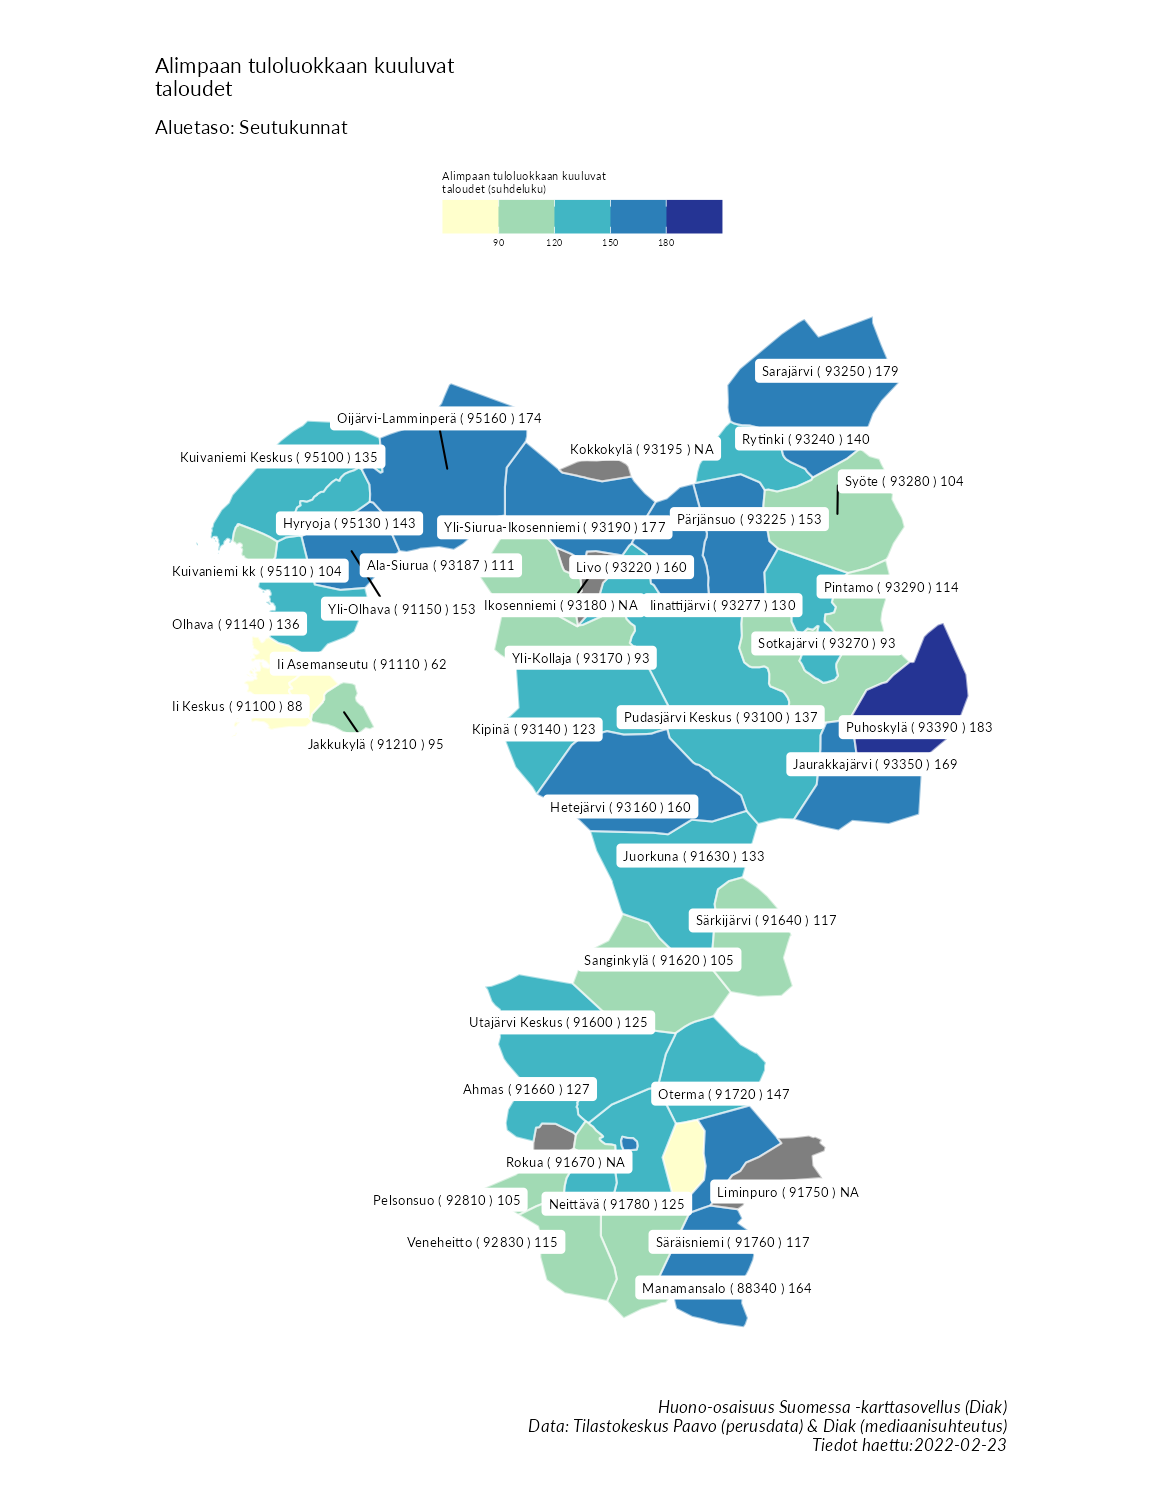 Alimpaan tuloluokkaan kuuluvat
taloudet
Aluetaso: Seutukunnat
Alimpaan tuloluokkaan kuuluvat
taloudet (suhdeluku)
90 120 150 180
Sarajärvi ( 93250 ) 179
Oijärvi-Lamminperä ( 95160 ) 174
Rytinki ( 93240 ) 140
Kokkokylä ( 93195 ) NA
Kuivaniemi Keskus ( 95100 ) 135
Syöte ( 93280 ) 104
Hyryoja ( 95130 ) 143
Yli-Siurua-Ikosenniemi ( 93190 ) 177
Pärjänsuo ( 93225 ) 153
Kuivaniemi kk ( 95110 ) 104
Ala-Siurua ( 93187 ) 111
Livo ( 93220 ) 160
Pintamo ( 93290 ) 114
Yli-Olhava ( 91150 ) 153
Ikosenniemi ( 93180 ) NA
Iinattijärvi ( 93277 ) 130
Olhava ( 91140 ) 136
Sotkajärvi ( 93270 ) 93
Ii Asemanseutu ( 91110 ) 62
Yli-Kollaja ( 93170 ) 93
Ii Keskus ( 91100 ) 88
Pudasjärvi Keskus ( 93100 ) 137
Kipinä ( 93140 ) 123
Puhoskylä ( 93390 ) 183
Jakkukylä ( 91210 ) 95
Jaurakkajärvi ( 93350 ) 169
Hetejärvi ( 93160 ) 160
Juorkuna ( 91630 ) 133
Särkijärvi ( 91640 ) 117
Sanginkylä ( 91620 ) 105
Utajärvi Keskus ( 91600 ) 125
Ahmas ( 91660 ) 127
Oterma ( 91720 ) 147
Rokua ( 91670 ) NA
Liminpuro ( 91750 ) NA
Pelsonsuo ( 92810 ) 105
Neittävä ( 91780 ) 125
Veneheitto ( 92830 ) 115
Säräisniemi ( 91760 ) 117
Manamansalo ( 88340 ) 164
Huono-osaisuus Suomessa -karttasovellus (Diak)
Data: Tilastokeskus Paavo (perusdata) & Diak (mediaanisuhteutus)
Tiedot haettu:2022-02-23